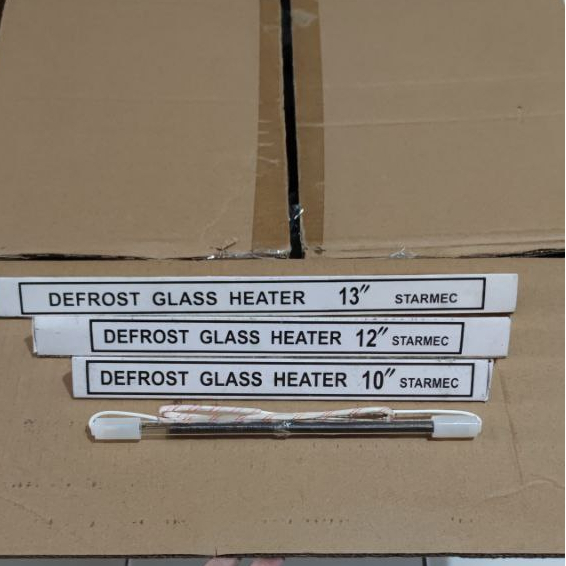 DEFROST GLASS HEATER 13" STARMEC
DEFROST GLASS HEATER 12" STARMEC
DEFROST GLASS HEATER 10" STARMEC